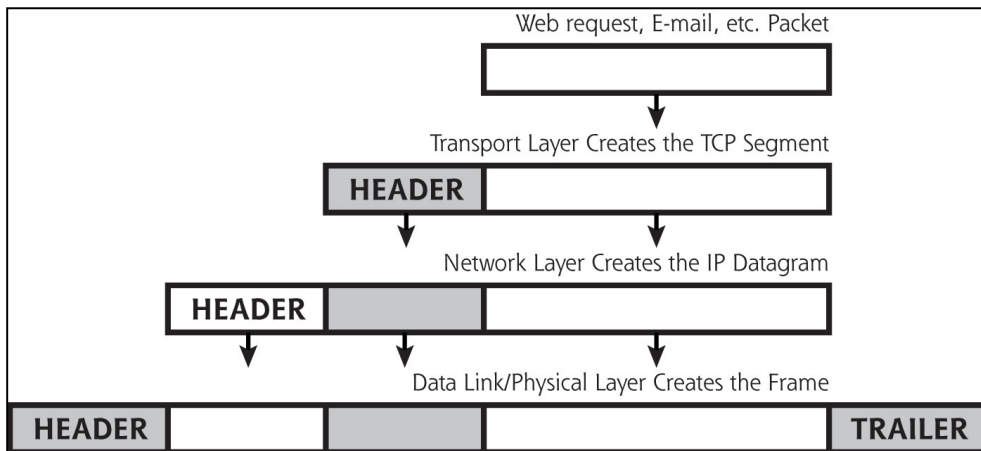 Web request, E-mail, etc. Packet
Transport Layer Creates the TCP Segment
HEADER
Network Layer Creates the IP Datagram
HEADER
Data Link/Physical Layer Creates the Frame
HEADER TRAILER